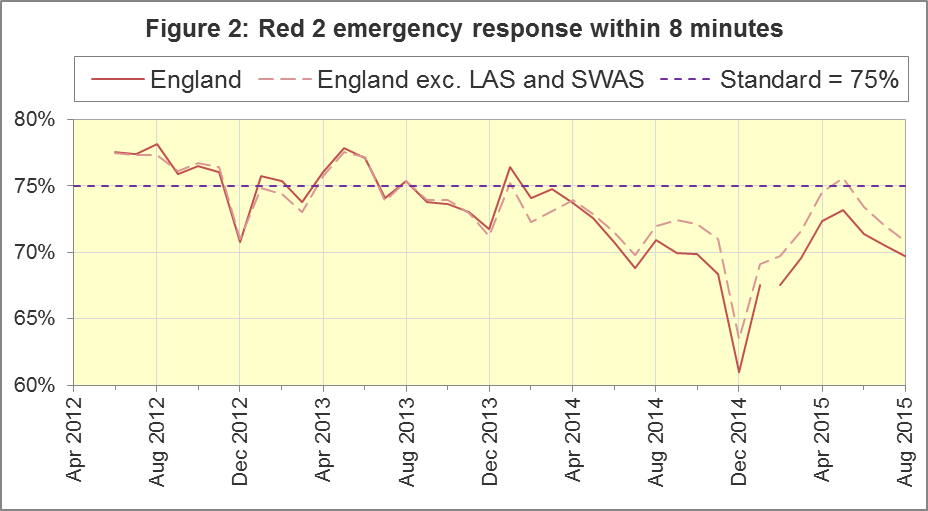 Figure 2: Red 2 emergency response within 8 minutes
England England exc. LAS and SWAS Standard = 75%
80%
75%
70%
65%
60%
Apr 2012 Aug 2012 Dec 2012 Apr 2013 Aug 2013 Dec 2013 Apr 2014 Aug 2014 Dec 2014 Apr 2015 Aug 2015